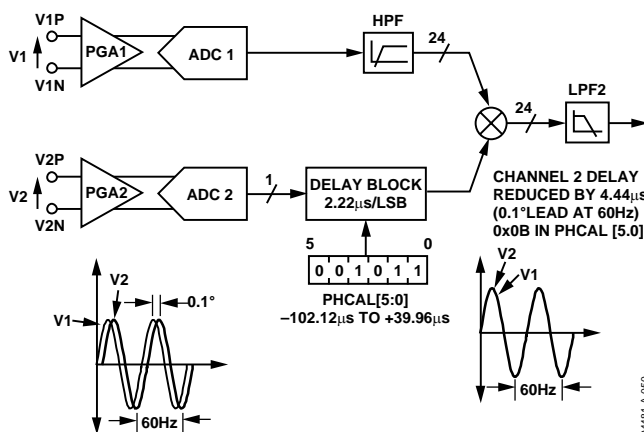 HPF
V1P
V1
PGA1
ADC 1
V1N
24
24
LPF2
V2P
V2
PGA2
ADC 2
V2N
1
DELAY BLOCK
2.22μs/LSB
CHANNEL 2 DELAY
REDUCED BY 4.44μs
(0.1°LEAD AT 60Hz)
0x0B IN PHCAL [5.0]
5
0
0 0 1 0 1 1
PHCAL[5:0]
–102.12μs TO +39.96μs
V2
V1
0.1°
60Hz
V2
V1
60Hz